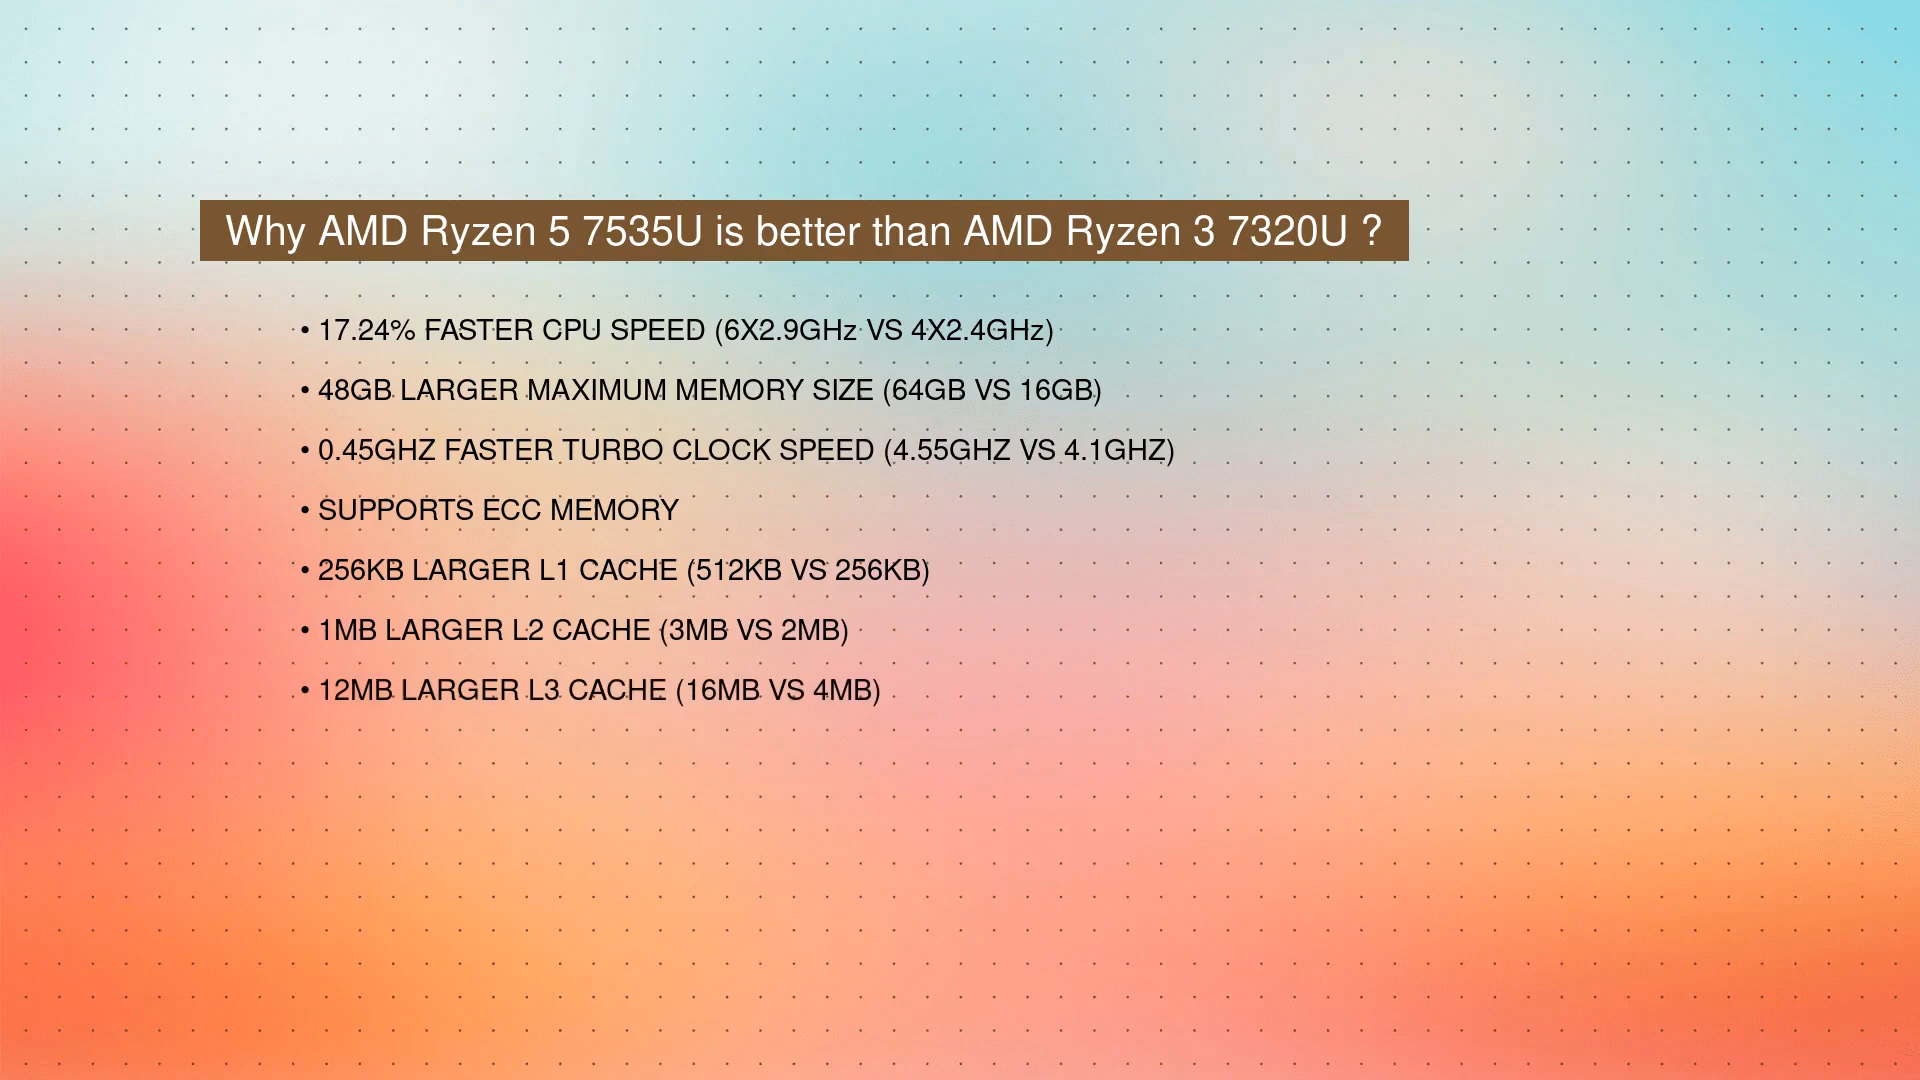 Why AMD Ryzen 5 7535U is better than AMD Ryzen 3 7320U ?
• 17.24% FASTER CPU SPEED (6X2.9GHz VS 4X2.4GHz)
• 48GB LARGER MAXIMUM MEMORY SIZE (64GB VS 16GB)
• 0.45GHZ FASTER TURBO CLOCK SPEED (4.55GHZ VS 4.1GHZ)
• SUPPORTS ECC MEMORY
• 256KB LARGER L1 CACHE (512KB VS 256KB)
• 1MB LARGER L2 CACHE (3MB VS 2MB)
• 12MB LARGER L3 CACHE (16MB VS 4MB)